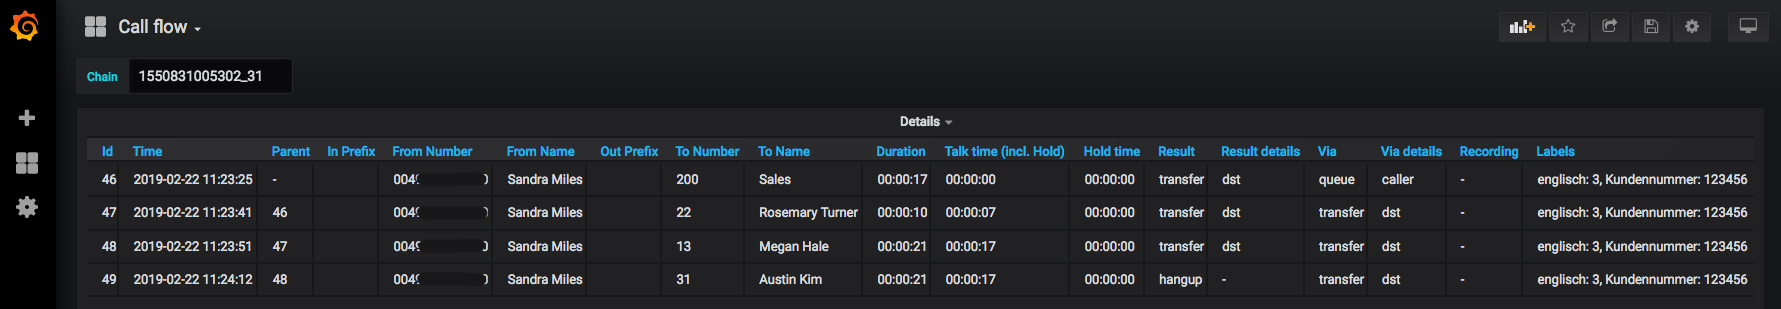 Call flow
Chain 1550831005302_31
Details
Id Time Parent In Prefix From Number From Name Out Prefix To Number To Name Duration Talk time (incl. Hold) Hold time Result Result details Via Via details Recording Labels
46 2019-02-22 11:23:25 - 0049 0 Sandra Miles 200 Sales 00:00:17 00:00:00 00:00:00 transfer dst queue caller - englisch: 3, Kundennummer: 123456
47 2019-02-22 11:23:41 46 0049 0 Sandra Miles 22 Rosemary Turner 00:00:10 00:00:07 00:00:00 transfer dst transfer dst - englisch: 3, Kundennummer: 123456
48 2019-02-22 11:23:51 47 0049 0 Sandra Miles 13 Megan Hale 00:00:21 00:00:17 00:00:00 transfer dst transfer dst - englisch: 3, Kundennummer: 123456
49 2019-02-22 11:24:12 48 0049 0 Sandra Miles 31 Austin Kim 00:00:21 00:00:17 00:00:00 hangup - transfer dst - englisch: 3, Kundennummer: 123456